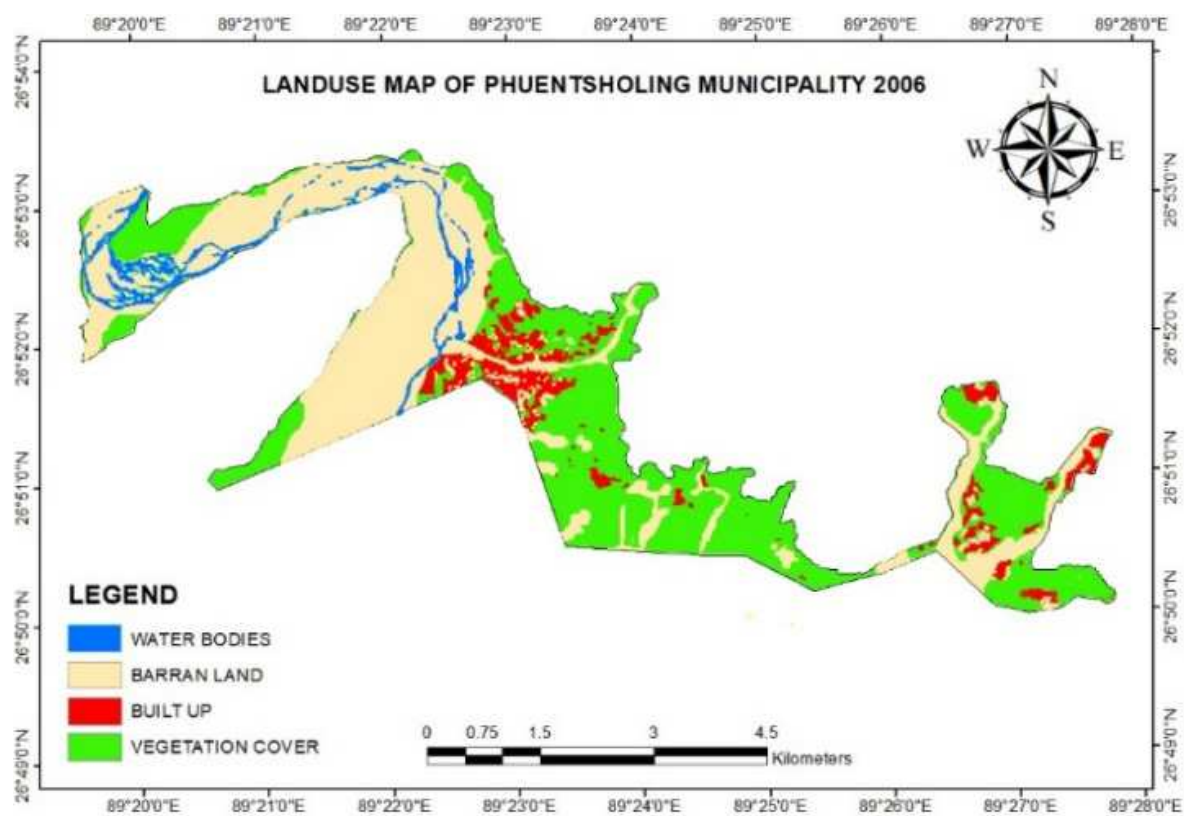 89°20'0"E 89°21'0"E 89°22'0"E 89°23'0"E 89°24'0"E 89°25'0"E 89°26'0"E 89°27'0"E 89°28'0"E
LANDUSE MAP OF PHUENTSHOLING MUNICIPALITY 2006
N
W E
S
26°54'0"N
26°53'0"N
26°52'0"N
26°51'0"N
26°50'0"N
26°49'0"N
26°53'0"N
26°52'0"N
26°51'0"N
26°50'0"N
26°49'0"N
LEGEND
WATER BODIES
BARRAN LAND
BUILT UP
VEGETATION COVER
0 0.75 1.5 3 4.5
Kilometers
89°20'0"E 89°21'0"E 89°22'0"E 89°23'0"E 89°24'0"E 89°25'0"E 89°26'0"E 89°27'0"E 89°28'0"E